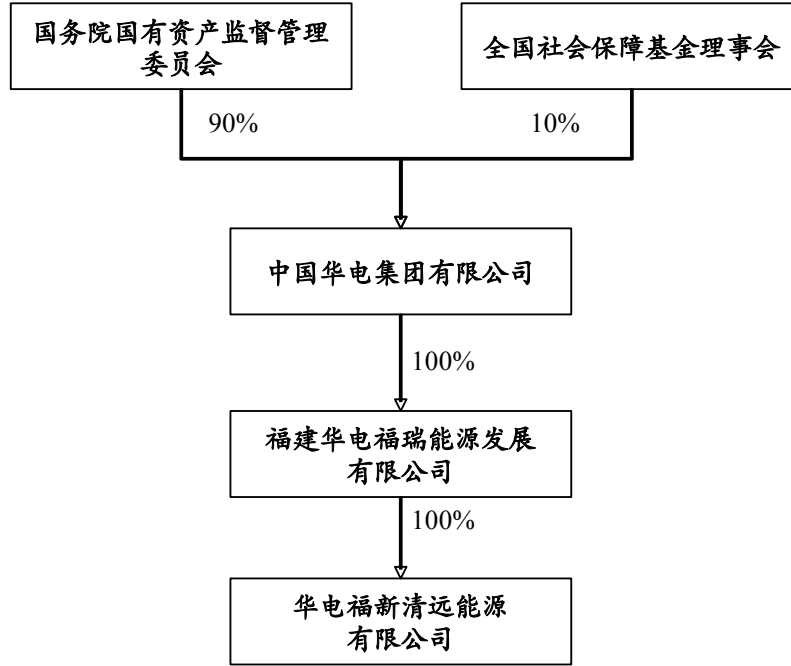 国务院国有资产监督管理
委员会
全国社会保障基金理事会
90%
10%
中国华电集团有限公司
100%
福建华电福瑞能源发展
有限公司
100%
华电福新清远能源
有限公司